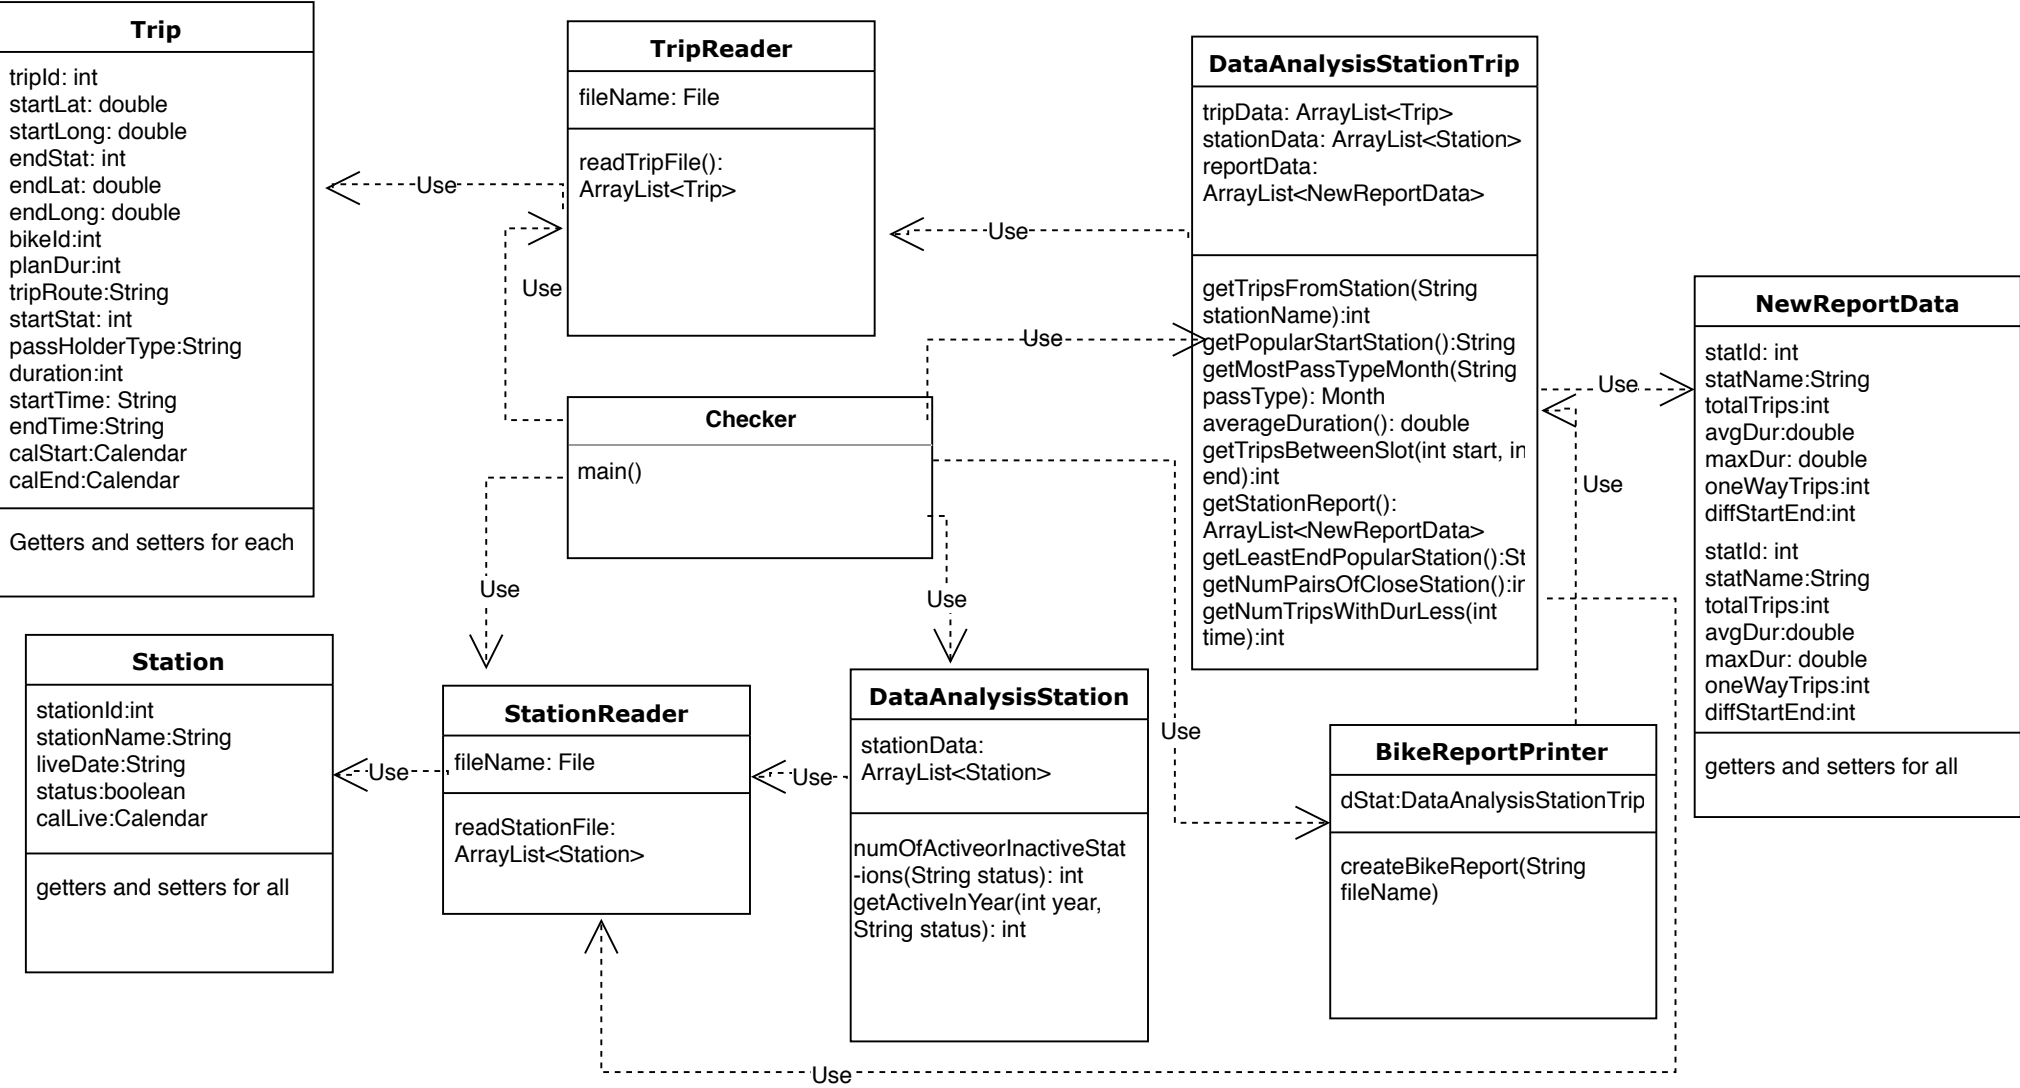 Trip
tripId: int
startLat: double
startLong: double
endStat: int
endLat: double
endLong: double
bikeId:int
planDur:int
tripRoute:String
startStat: int
passHolderType:String
duration:int
startTime: String
endTime:String
calStart:Calendar
calEnd:Calendar
Getters and setters for each
TripReader
fileName: File
readTripFile():
ArrayList<Trip>
DataAnalysisStationTrip
tripData: ArrayList<Trip>
stationData: ArrayList<Station>
reportData:
ArrayList<NewReportData>
getTripsFromStation(String
stationName):int
getPopularStartStation():String
getMostPassTypeMonth(String
passType): Month
averageDuration(): double
getTripsBetweenSlot(int start, in
end):int
getStationReport():
ArrayList<NewReportData>
getLeastEndPopularStation():St
getNumPairsOfCloseStation():in
getNumTripsWithDurLess(int
time):int
NewReportData
statId: int
statName:String
totalTrips:int
avgDur:double
maxDur: double
oneWayTrips:int
diffStartEnd:int
statId: int
statName:String
totalTrips:int
avgDur:double
maxDur: double
oneWayTrips:int
diffStartEnd:int
getters and setters for all
Checker
main()
Station
stationId:int
stationName:String
liveDate:String
status:boolean
calLive:Calendar
getters and setters for all
StationReader
fileName: File
readStationFile:
ArrayList<Station>
DataAnalysisStation
stationData:
ArrayList<Station>
numOfActiveorInactiveStat
-ions(String status): int
getActiveInYear(int year,
String status): int
BikeReportPrinter
dStat:DataAnalysisStationTrip
createBikeReport(String
fileName)
Use
Use
Use
Use
Use
Use
Use
Use
Use
Use
Use
Use